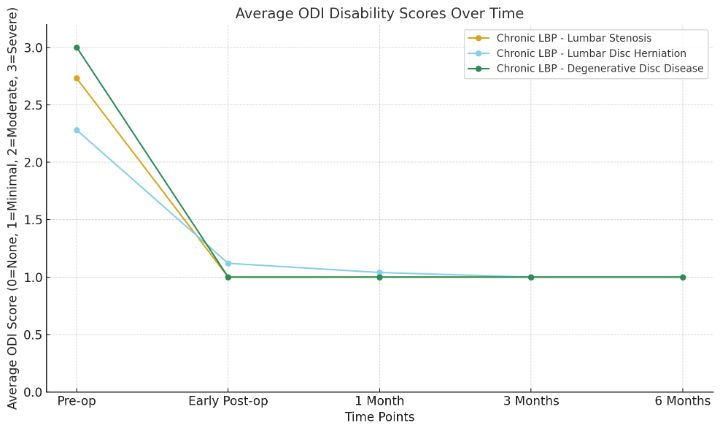 Average ODI Disability Scores Over Time
Chronic LBP - Lumbar Stenosis
Chronic LBP - Lumbar Disc Herniation
Chronic LBP - Degenerative Disc Disease
Average ODI Score (0=None, 1=Minimal, 2=Moderate, 3=Severe)
3.0
2.5
2.0
1.5
1.0
0.5
0.0
Pre-op Early Post-op 1 Month 3 Months 6 Months
Time Points